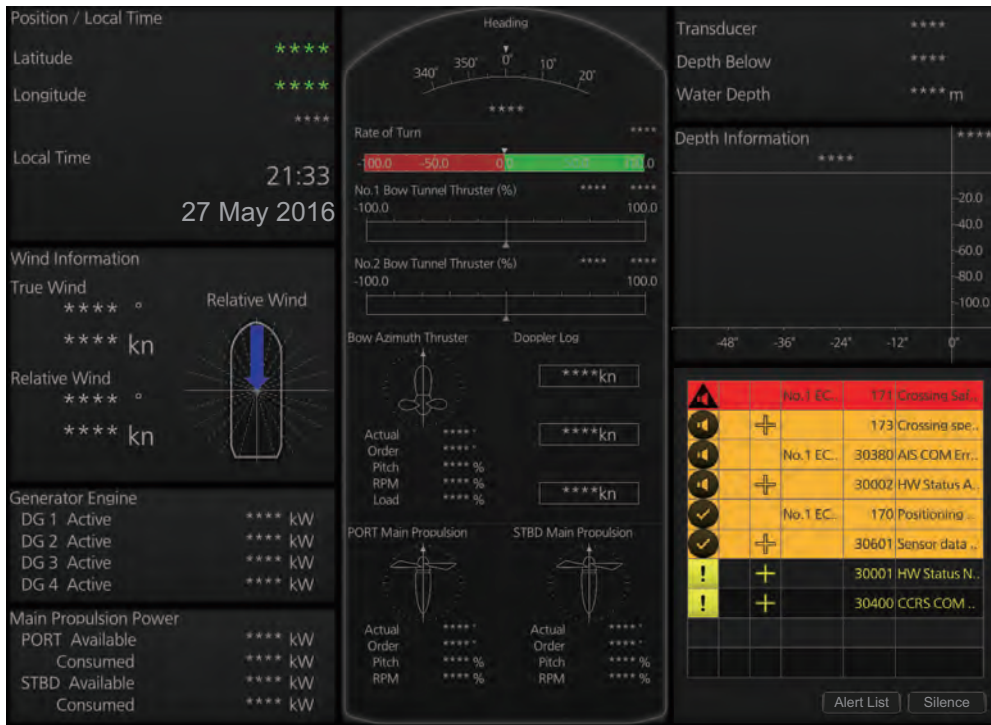 Position / Local Time
Latitude ****
Longitude ****
****
Local Time
21:33
27 May 2016
Wind Information
True Wind
**** °
**** kn
Relative Wind
Relative Wind
**** °
**** kn
Generator Engine
DG 1 Active **** kW
DG 2 Active **** kW
DG 3 Active **** kW
DG 4 Active **** kW
Main Propulsion Power
PORT Available **** kW
Consumed **** kW
STBD Available **** kW
Consumed **** kW
Heading
340° 350° 0° 10° 20°
****
Rate of Turn ****
-100.0 -50.0 0.0
No.1 Bow Tunnel Thruster (%) **** ****
-100.0 100.0
No.2 Bow Tunnel Thruster (%) **** ****
-100.0 100.0
Bow Azimuth Thruster
Actual ****°
Order ****°
Pitch **** %
RPM **** %
Load **** %
Doppler Log
****kn
****kn
****kn
PORT Main Propulsion
Actual ****°
Order ****°
Pitch **** %
RPM **** %
STBD Main Propulsion
Actual ****°
Order ****°
Pitch **** %
RPM **** %
Transducer ****
Depth Below ****
Water Depth **** m
Depth Information ****
****
-20.0
-40.0
-60.0
-80.0
-100.0
-48° -36° -24° -12° 0°
No.1 EC.. 171 Crossing Saf..
173 Crossing spe..
No.1 EC.. 30380 AIS COM Err..
30002 HW Status A..
No.1 EC.. 170 Positioning ..
30601 Sensor data ..
! 30001 HW Status N..
! 30400 CCRS COM ..
Alert List Silence